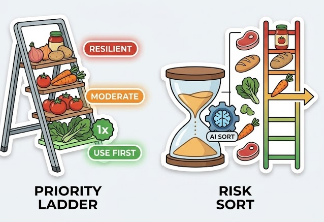 RESILIENT
MODERATE
1x
USE FIRST
PRIORITY
LADDER
AI SORT
RISK
SORT